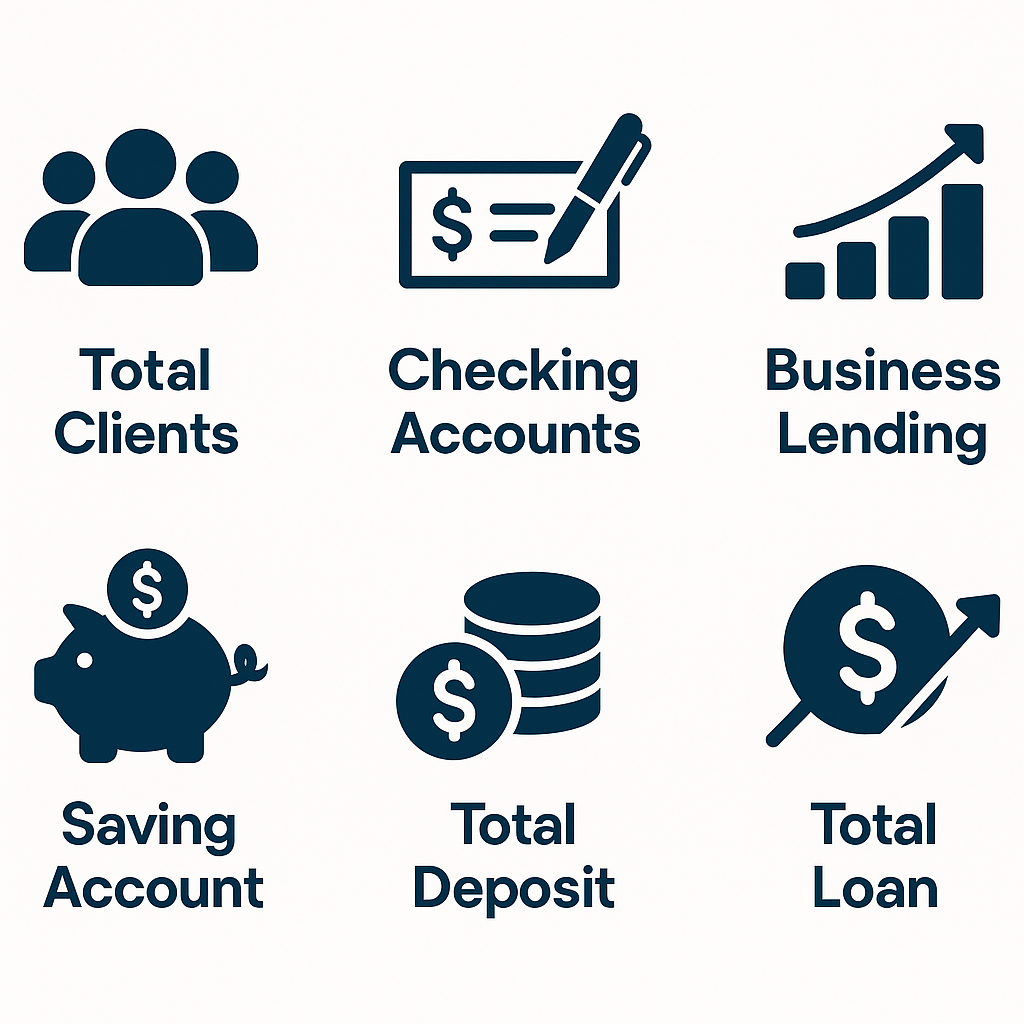 $
Total
Clients
Checking
Accounts
Business
Lending
$
$
$
Saving
Account
Total
Deposit
Total
Loan